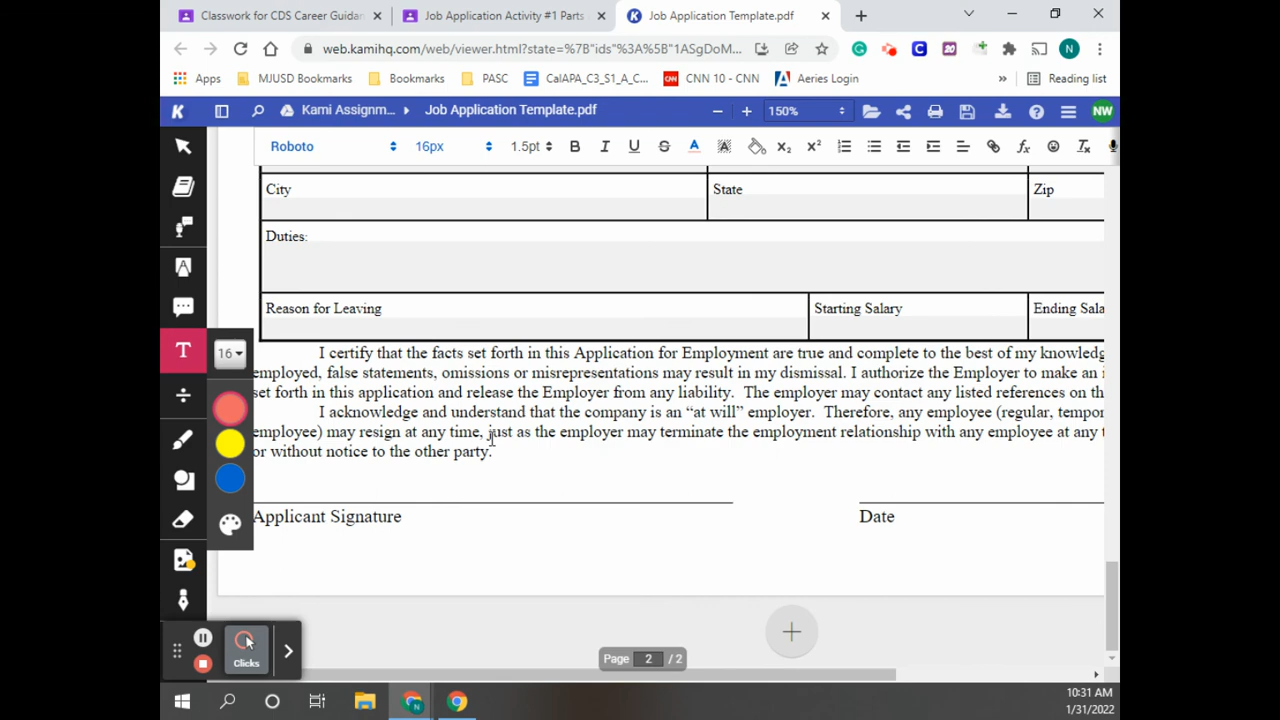 Classwork for CDS Career Guidan
Job Application Activity #1 Parts
Job Application Template.pdf
web.kamihq.com/web/viewer.html?state=%7B"ids"%3A%5B"1ASgDoM...
N
Apps
MJUSD Bookmarks
Bookmarks
PASC
CalAPA_C3_S1_A_C...
CNN 10 - CNN
Aeries Login
»
Reading list
K
Kami Assignm...
Job Application Template.pdf
150%
NW
Roboto
16px
1.5pt
B I U S A
City
State
Zip
Duties:
Reason for Leaving
Starting Salary
Ending Sala
T
16
I certify that the facts set forth in this Application for Employment are true and complete to the best of my knowledg
employed, false statements, omissions or misrepresentations may result in my dismissal. I authorize the Employer to make an i
set forth in this application and release the Employer from any liability. The employer may contact any listed references on th
I acknowledge and understand that the company is an “at will” employer. Therefore, any employee (regular, tempor
employee) may resign at any time, just as the employer may terminate the employment relationship with any employee at any t
or without notice to the other party.
Applicant Signature
Date
Clicks
Page 2 / 2
10:31 AM
1/31/2022